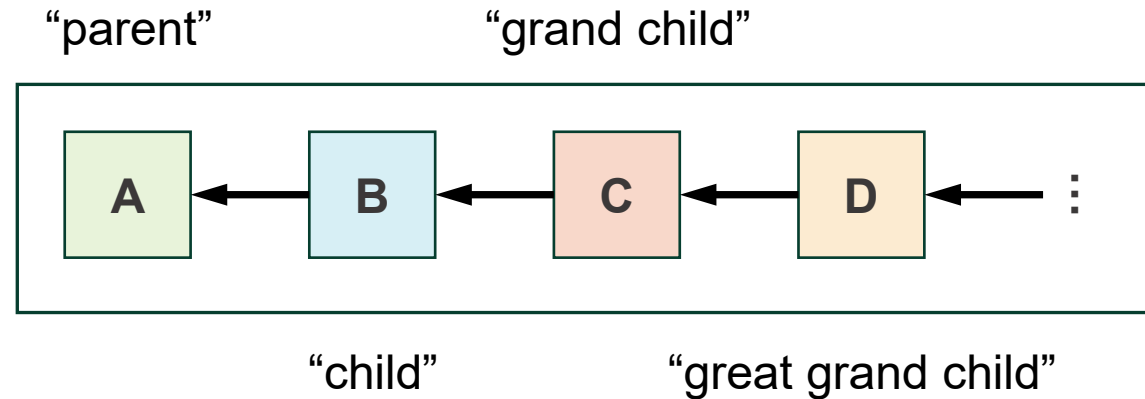 “parent” “grand child”
A B C D ⋮
“child” “great grand child”